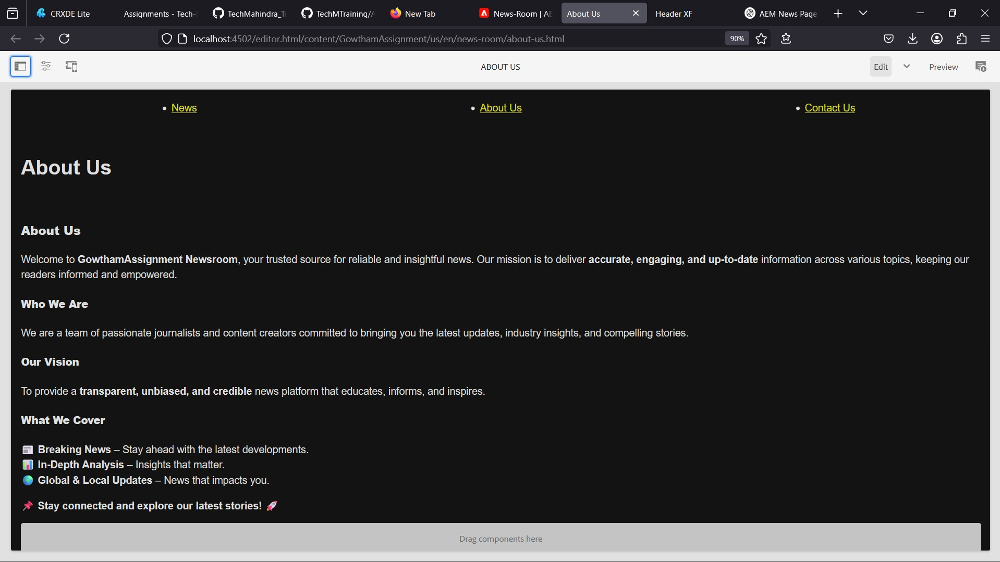 CRXDE Lite
Assignments - Tech-
TechMahindra_T
TechMTraining/A
New Tab
News-Room | AE
About Us
Header XF
AEM News Page
localhost:4502/editor.html/content/GowthamAssignment/us/en/news-room/about-us.html
90%
ABOUT US
Edit
Preview
• News
• About Us
• Contact Us
About Us
About Us
Welcome to GowthamAssignment Newsroom, your trusted source for reliable and insightful news. Our mission is to deliver accurate, engaging, and up-to-date information across various topics, keeping our
readers informed and empowered.
Who We Are
We are a team of passionate journalists and content creators committed to bringing you the latest updates, industry insights, and compelling stories.
Our Vision
To provide a transparent, unbiased, and credible news platform that educates, informs, and inspires.
What We Cover
📰 Breaking News – Stay ahead with the latest developments.
📊 In-Depth Analysis – Insights that matter.
🌍 Global & Local Updates – News that impacts you.
📌 Stay connected and explore our latest stories! 🚀
Drag components here